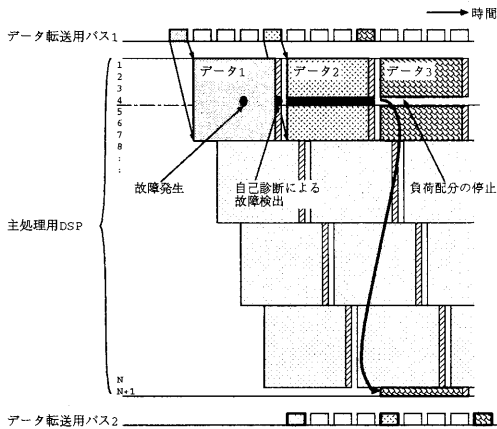 時間
データ転送用バス1
1
2
3
4
5
6
7
8
:
:
データ1
データ2
データ3
故障発生
自己診断による
故障検出
負荷配分の停止
主処理用DSP
N
N+1
データ転送用バス2